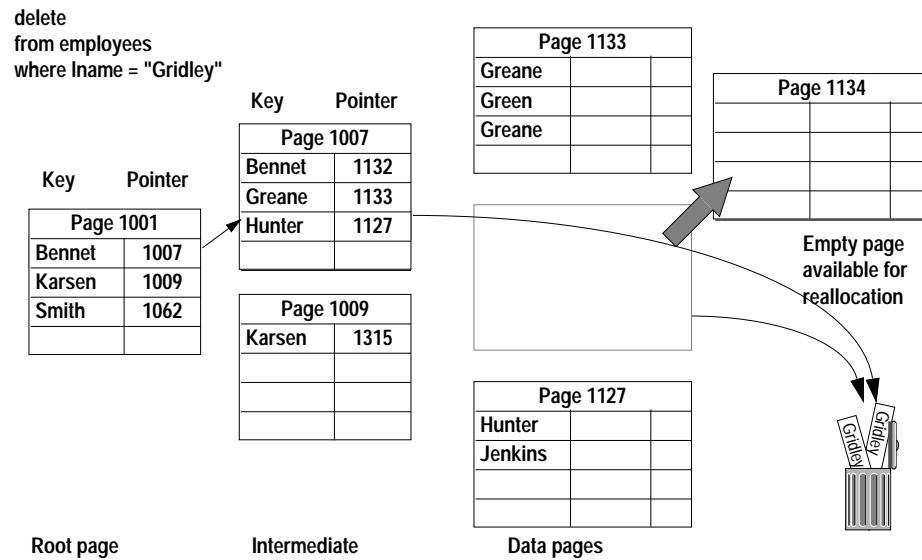 delete
from employees
where lname = "Gridley"
Key Pointer
Page 1001
Bennet 1007
Karsen 1009
Smith 1062
Root page
Key Pointer
Page 1007
Bennet 1132
Greane 1133
Hunter 1127
Page 1009
Karsen 1315
Intermediate
Page 1133
Greane
Green
Greane
Page 1127
Hunter
Jenkins
Data pages
Page 1134
Empty page
available for
reallocation
Gridley
Gridley